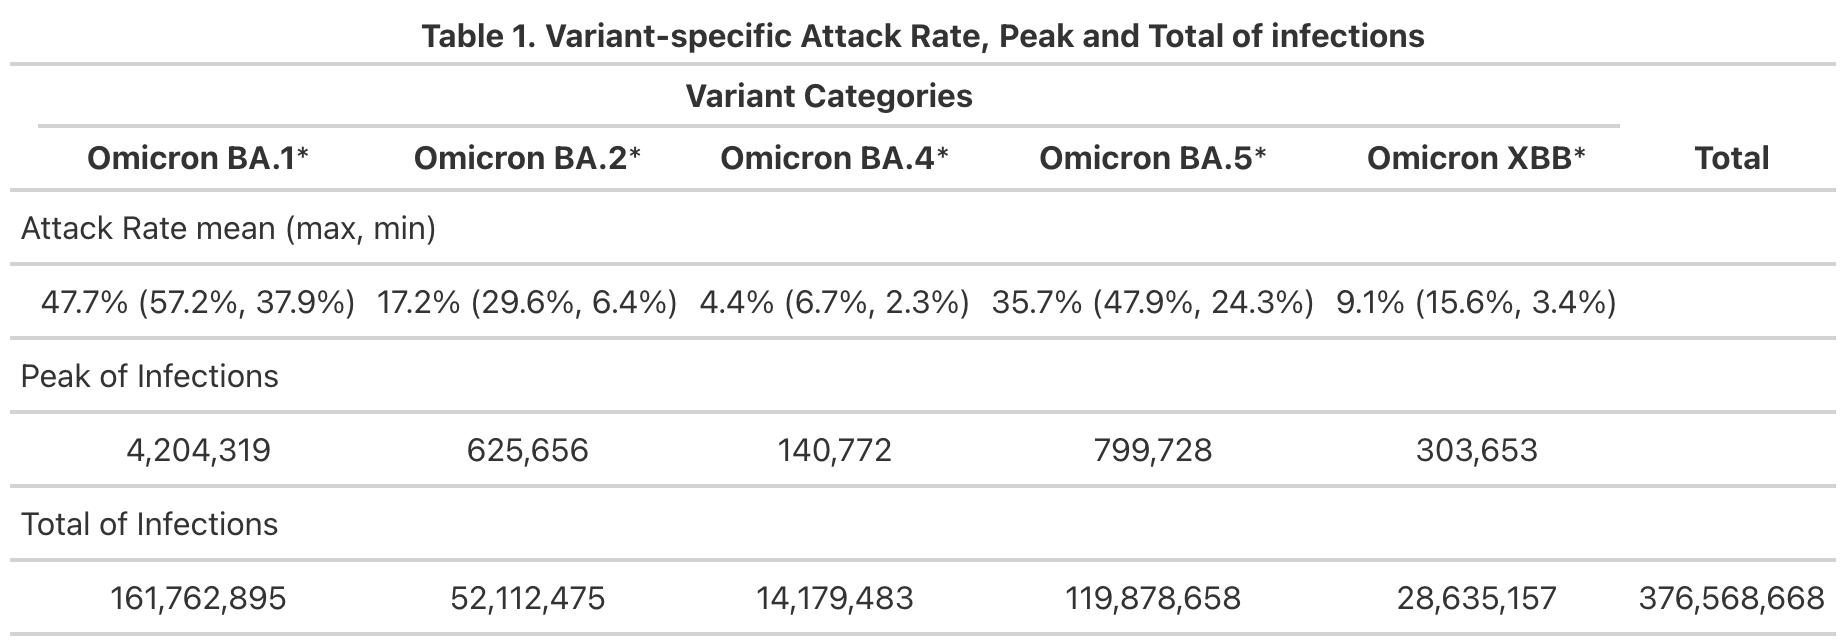 Table 1. Variant-specific Attack Rate, Peak and Total of infections
Variant Categories
Omicron BA.1* Omicron BA.2* Omicron BA.4* Omicron BA.5* Omicron XBB* Total
Attack Rate mean (max, min)
47.7% (57.2%, 37.9%) 17.2% (29.6%, 6.4%) 4.4% (6.7%, 2.3%) 35.7% (47.9%, 24.3%) 9.1% (15.6%, 3.4%)
Peak of Infections
4,204,319 625,656 140,772 799,728 303,653
Total of Infections
161,762,895 52,112,475 14,179,483 119,878,658 28,635,157 376,568,668